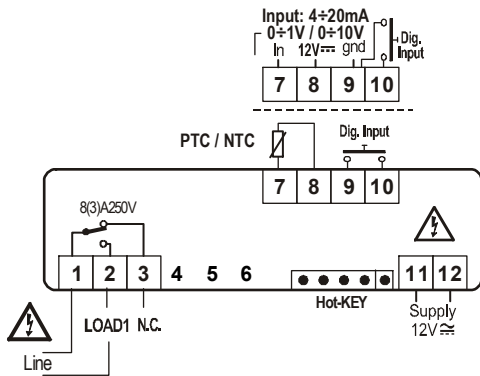 Input: 4÷20mA
0÷1V / 0÷10V
In 12V⎓ gnd
Dig. Input
7 8 9 10
PTC / NTC
Dig. Input
7 8 9 10
8(3)A250V
1 2 3 4 5 6
11 12
Hot-KEY
LOAD1 N.C.
Supply
12V≂
Line